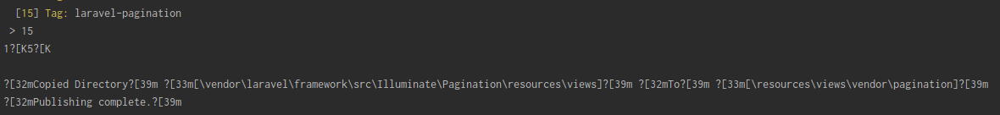 [15] Tag: laravel-pagination
> 15
1?[K5?[K
?[32mCopied Directory?[39m ?[33m[\vendor\laravel\framework\src\Illuminate\Pagination\resources\views]?[39m ?[32mTo?[39m ?[33m[\resources\views\vendor\pagination]?[39m
?[32mPublishing complete.?[39m